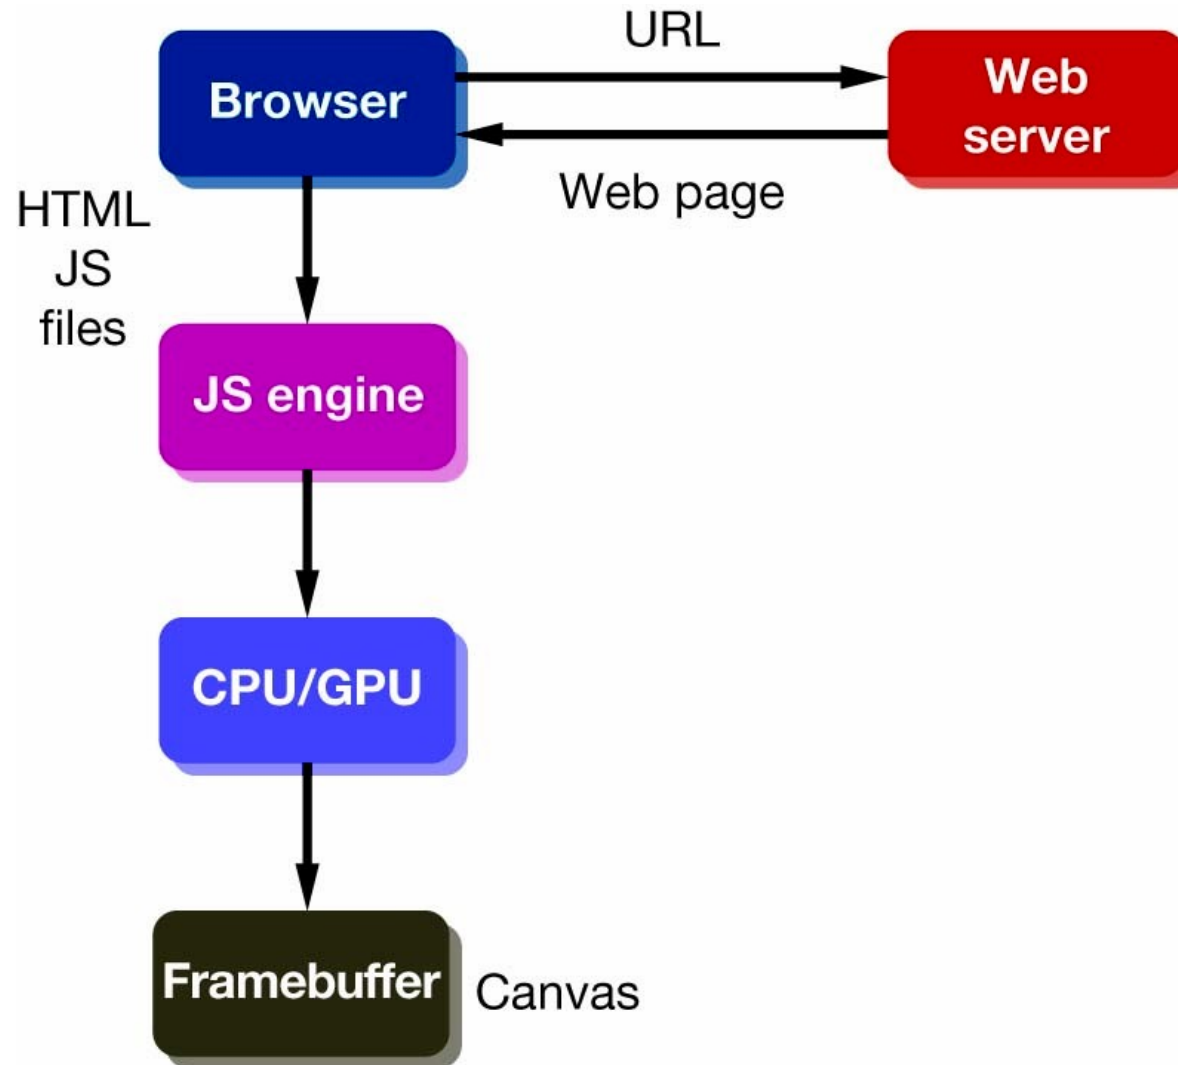 URL
Browser
Web
server
Web page
HTML
JS
files
JS engine
CPU/GPU
Framebuffer
Canvas